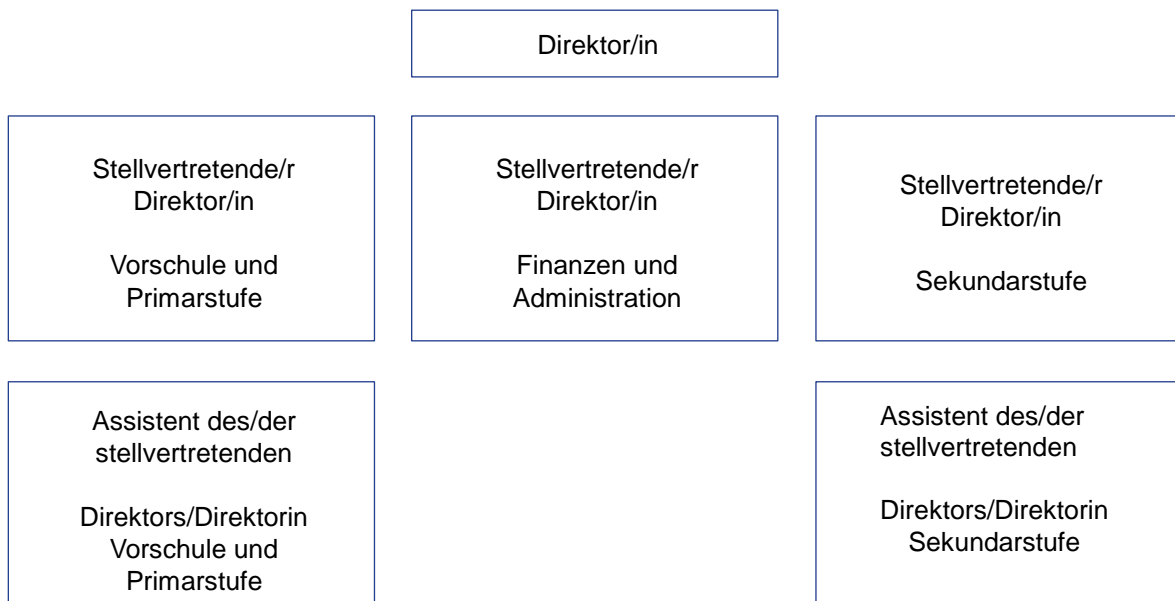 Direktor/in
Stellvertretende/r
Direktor/in
Vorschule und
Primarstufe
Stellvertretende/r
Direktor/in
Finanzen und
Administration
Stellvertretende/r
Direktor/in
Sekundarstufe
Assistent des/der
stellvertretenden
Direktors/Direktorin
Vorschule und
Primarstufe
Assistent des/der
stellvertretenden
Direktors/Direktorin
Sekundarstufe